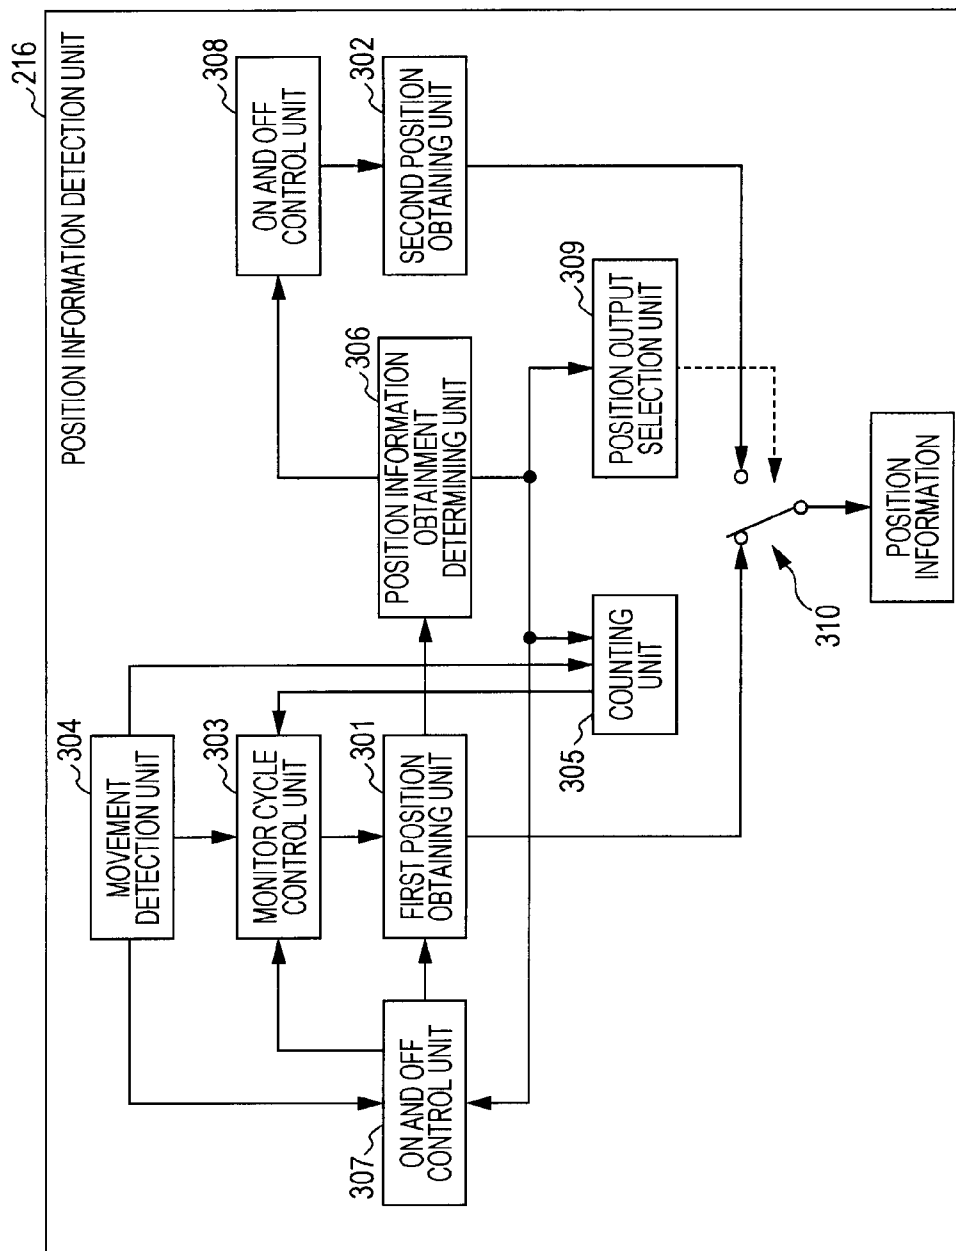 216
POSITION INFORMATION DETECTION UNIT
304
MOVEMENT
DETECTION UNIT
303
MONITOR CYCLE
CONTROL UNIT
308
ON AND OFF
CONTROL UNIT
307
ON AND OFF
CONTROL UNIT
301
FIRST POSITION
OBTAINING UNIT
306
POSITION INFORMATION
OBTAINMENT
DETERMINING UNIT
302
SECOND POSITION
OBTAINING UNIT
305
COUNTING
UNIT
309
POSITION OUTPUT
SELECTION UNIT
310
POSITION
INFORMATION